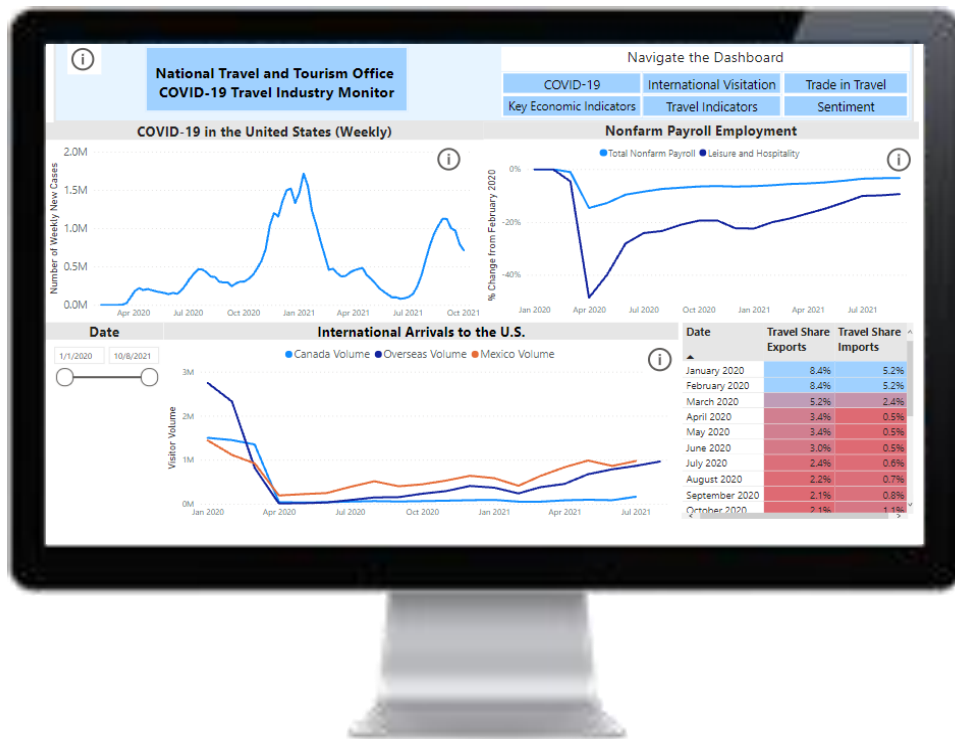 National Travel and Tourism Office
COVID-19 Travel Industry Monitor
Navigate the Dashboard
COVID-19
International Visitation
Trade in Travel
Key Economic Indicators
Travel Indicators
Sentiment
COVID-19 in the United States (Weekly)
Number of Weekly New Cases
2.0M
1.5M
1.0M
0.5M
0.0M
Apr 2020 Jul 2020 Oct 2020 Jan 2021 Apr 2021 Jul 2021 Oct 2021
Nonfarm Payroll Employment
Total Nonfarm Payroll Leisure and Hospitality
% Change from February 2020
0%
-20%
-40%
Jan 2020 Apr 2020 Jul 2020 Oct 2020 Jan 2021 Apr 2021 Jul 2021
Date
1/1/2020 10/8/2021
International Arrivals to the U.S.
Canada Volume Overseas Volume Mexico Volume
Visitor Volume
3M
2M
1M
0M
Jan 2020 Apr 2020 Jul 2020 Oct 2020 Jan 2021 Apr 2021 Jul 2021
Date Travel Share Travel Share
Exports Imports
January 2020 8.4% 5.2%
February 2020 8.4% 5.2%
March 2020 5.2% 2.4%
April 2020 3.4% 0.5%
May 2020 3.4% 0.5%
June 2020 3.0% 0.5%
July 2020 2.4% 0.6%
August 2020 2.2% 0.7%
September 2020 2.1% 0.8%
October 2020 2.1% 1.1%